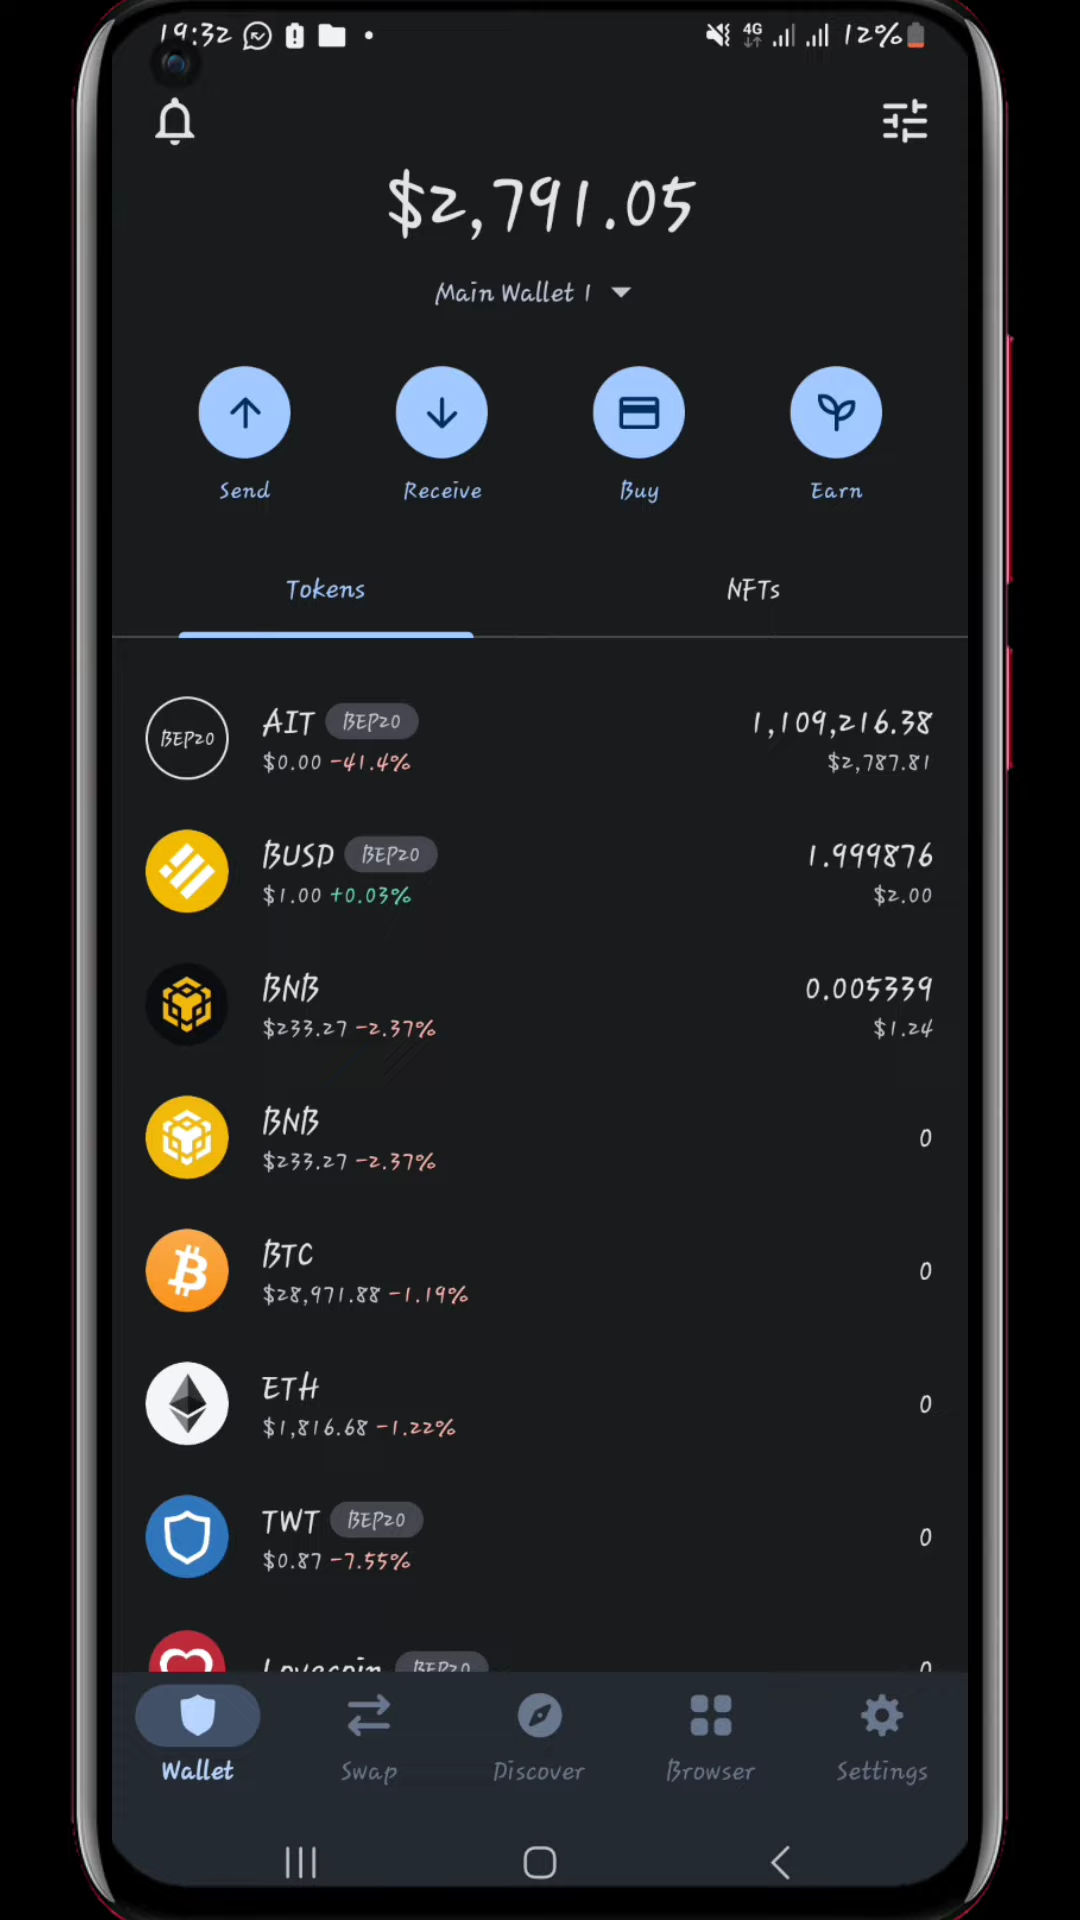 19:32 4G 12%
$2,791.05
Main Wallet 1
Send Receive Buy Earn
Tokens NFTs
BEP20 AIT BEP20 1,109,216.38
$0.00 -41.4% $2,787.81
BUSD BEP20 1.999876
$1.00 +0.03% $2.00
BNB 0.005339
$233.27 -2.37% $1.24
BNB 0
$233.27 -2.37%
BTC 0
$28,971.88 -1.19%
ETH 0
$1,816.68 -1.22%
TWT BEP20 0
$0.87 -7.55%
Lovecoin BEP20 0
Wallet Swap Discover Browser Settings